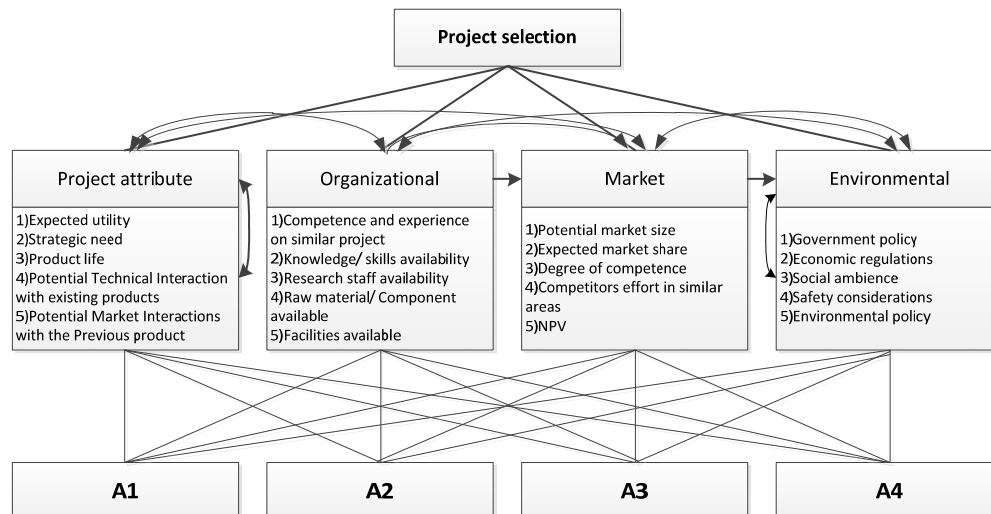 Project selection
Project attribute
1)Expected utility
2)Strategic need
3)Product life
4)Potential Technical Interaction
with existing products
5)Potential Market Interactions
with the Previous product
Organizational
1)Competence and experience
on similar project
2)Knowledge/ skills availability
3)Research staff availability
4)Raw material/ Component
available
5)Facilities available
Market
1)Potential market size
2)Expected market share
3)Degree of competence
4)Competitors effort in similar
areas
5)NPV
Environmental
1)Government policy
2)Economic regulations
3)Social ambience
4)Safety considerations
5)Environmental policy
A1
A2
A3
A4